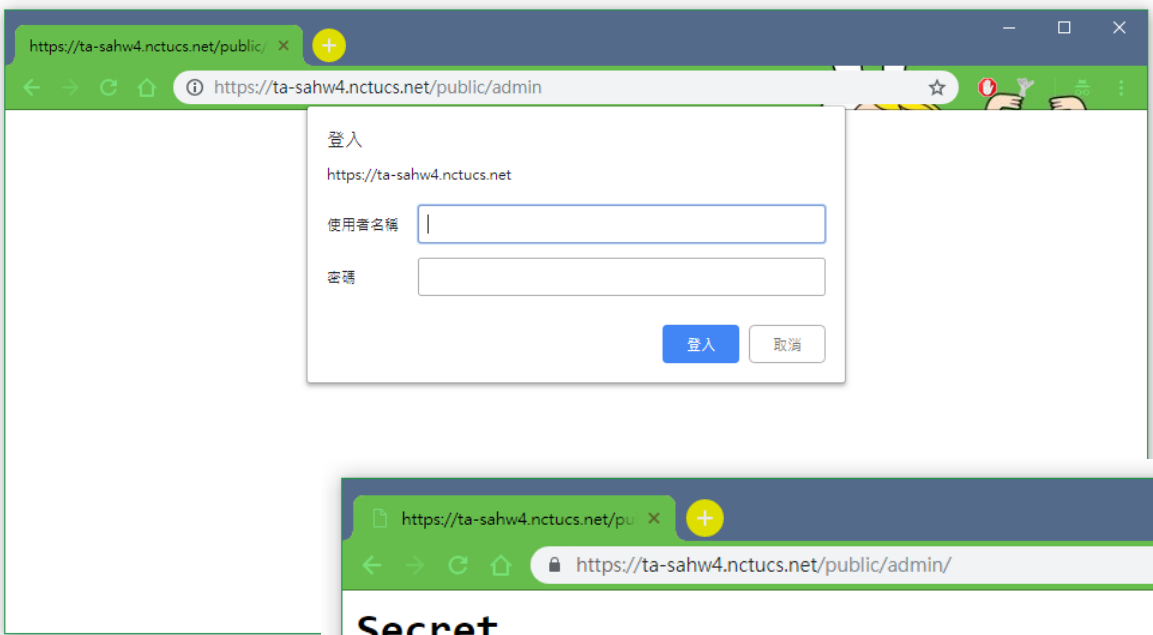 https://ta-sahw4.nctucs.net/public/
https://ta-sahw4.nctucs.net/public/admin
登入
https://ta-sahw4.nctucs.net
使用者名稱
密碼
登入 取消
https://ta-sahw4.nctucs.net/pu
https://ta-sahw4.nctucs.net/public/admin/
Secret